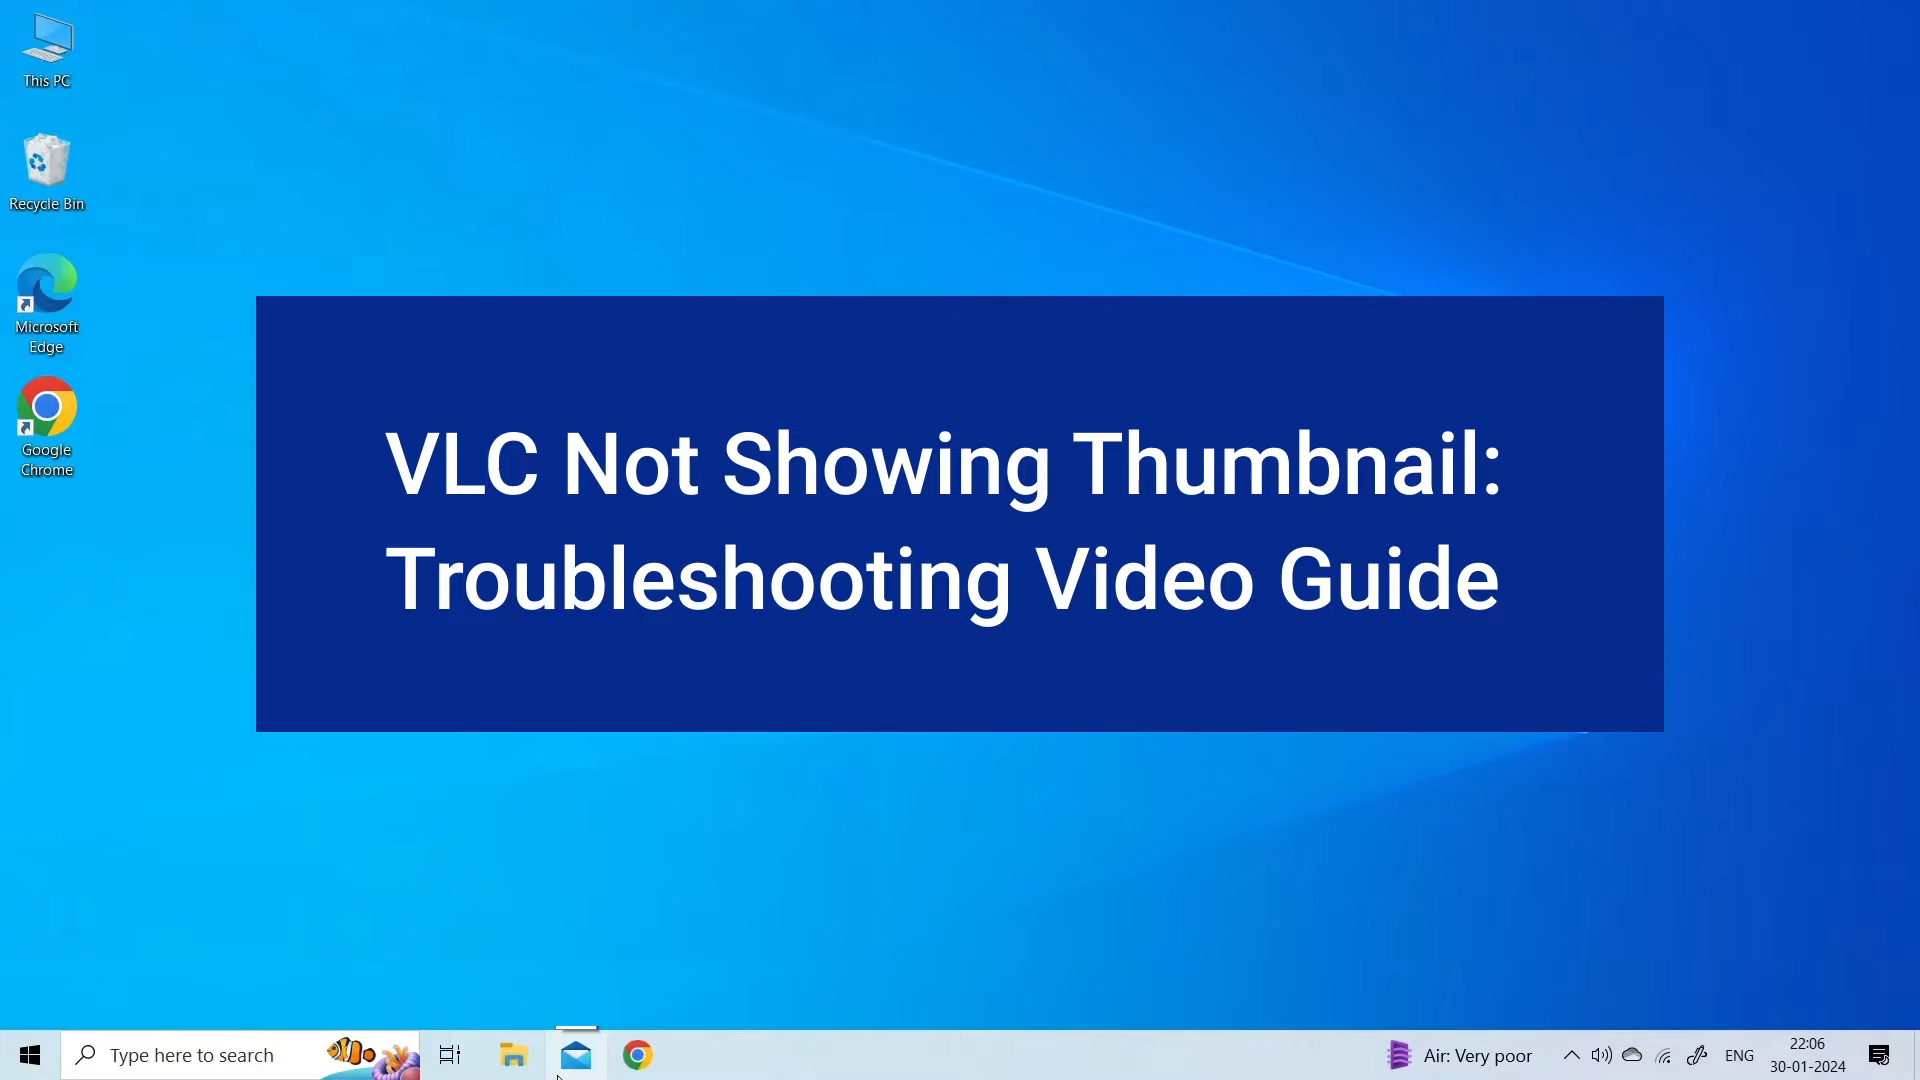 This PC
Recycle Bin
Microsoft
Edge
Google
Chrome
VLC Not Showing Thumbnail:
Troubleshooting Video Guide
Type here to search
Air: Very poor
ENG
22:06
30-01-2024